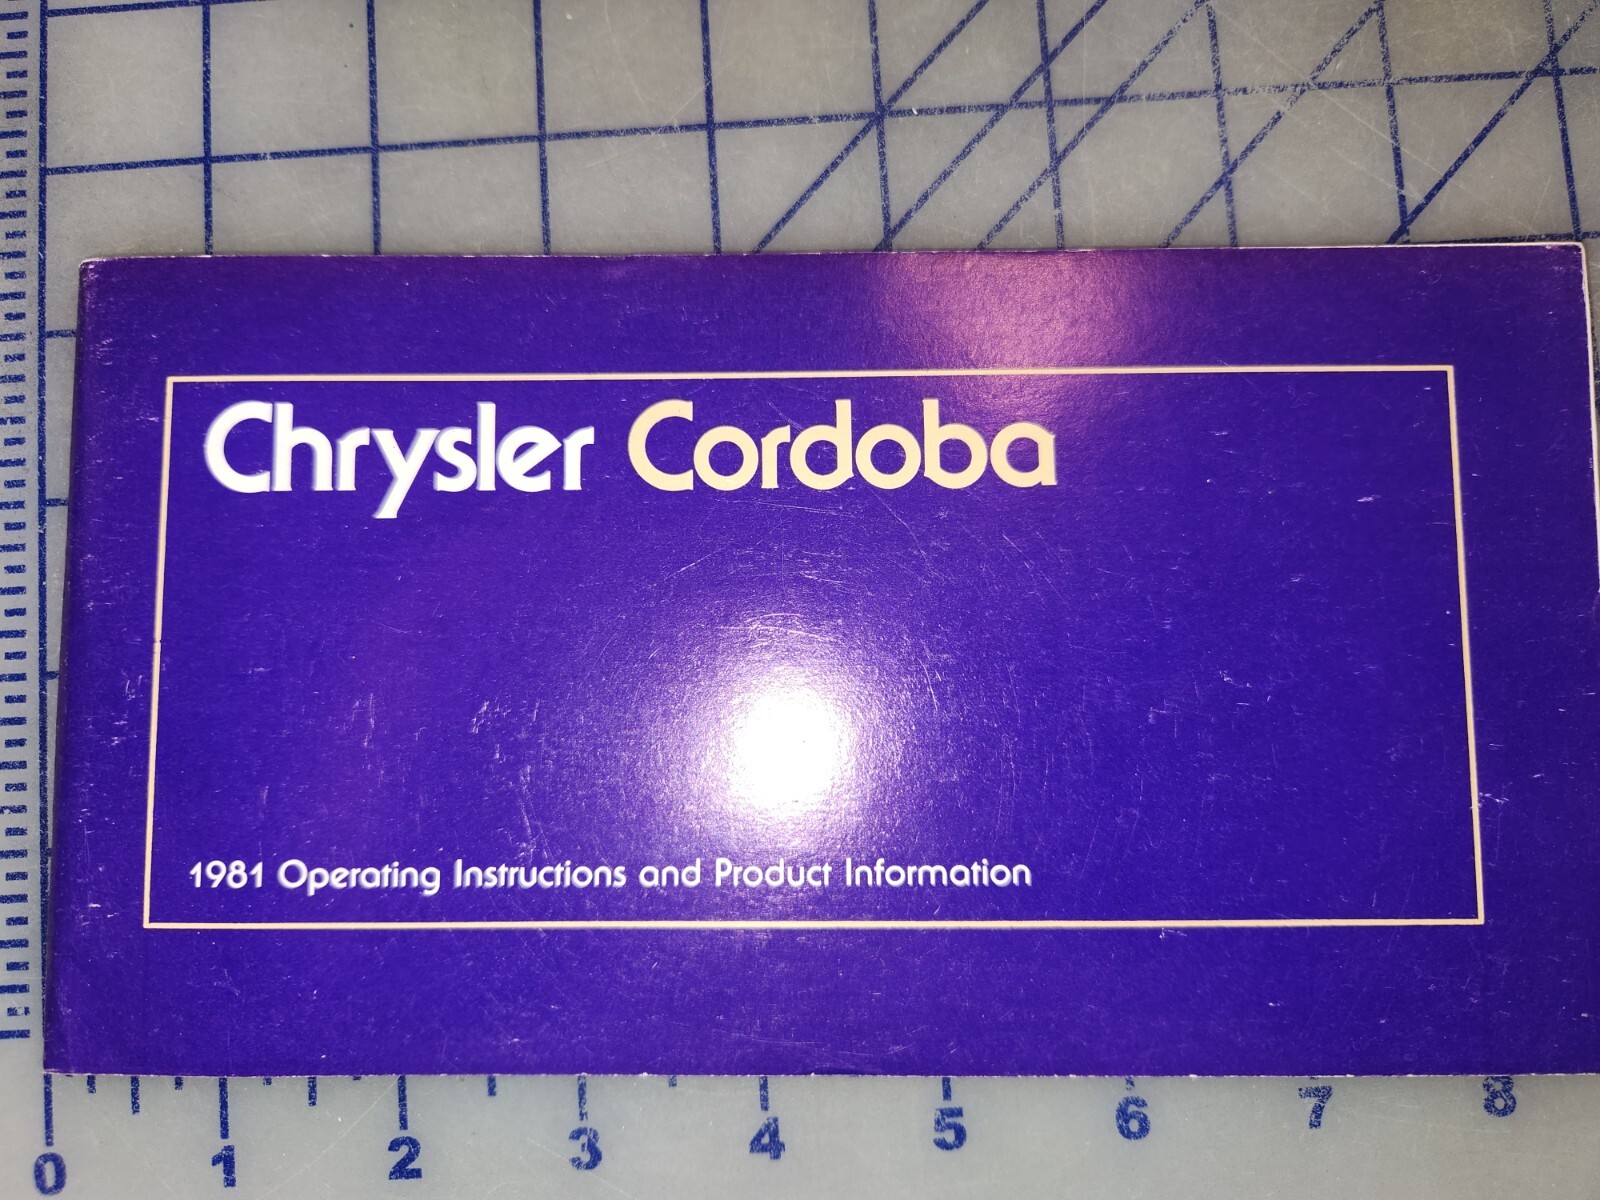 Chrysler Cordoba
1981 Operating Instructions and Product Information
0 1 2 3 4 5 6 7 8